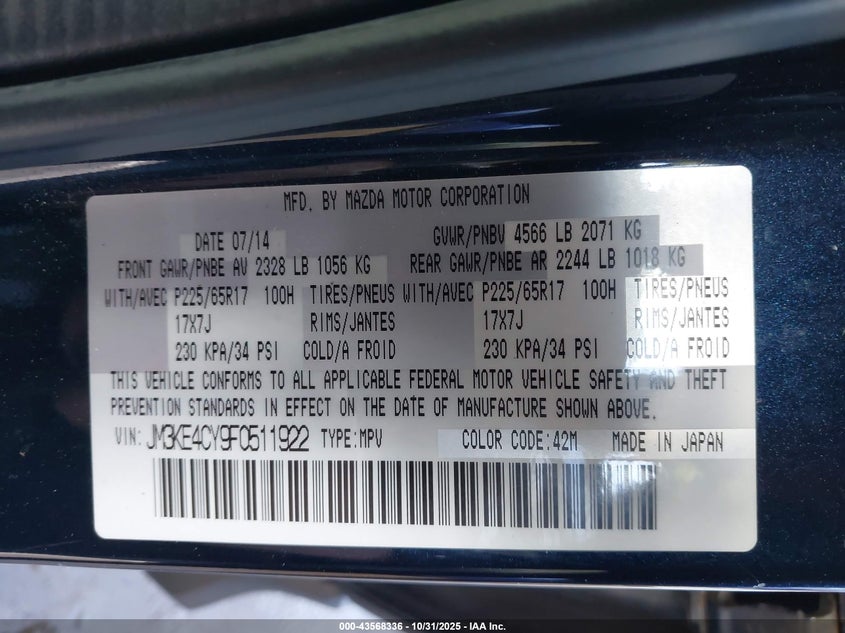 MFD. BY MAZDA MOTOR CORPORATION
DATE 07/14 GVWR/PNBV 4566 LB 2071 KG
FRONT GAWR/PNBE AV 2328 LB 1056 KG REAR GAWR/PNBE AR 2244 LB 1018 KG
WITH/AVEC P225/65R17 100H TIRES/PNEUS WITH/AVEC P225/65R17 100H TIRES/PNEUS
17X7J RIMS/JANTES 17X7J RIMS/JANTES
230 KPA/34 PSI COLD/A FROID 230 KPA/34 PSI COLD/A FROID
THIS VEHICLE CONFORMS TO ALL APPLICABLE FEDERAL MOTOR VEHICLE SAFETY AND THEFT
PREVENTION STANDARDS IN EFFECT ON THE DATE OF MANUFACTURE SHOWN ABOVE.
VIN: JM3KE4CY9F0511922 TYPE:MPV COLOR CODE:42M MADE IN JAPAN
000-43568336 - 10/31/2025 - IAA Inc.